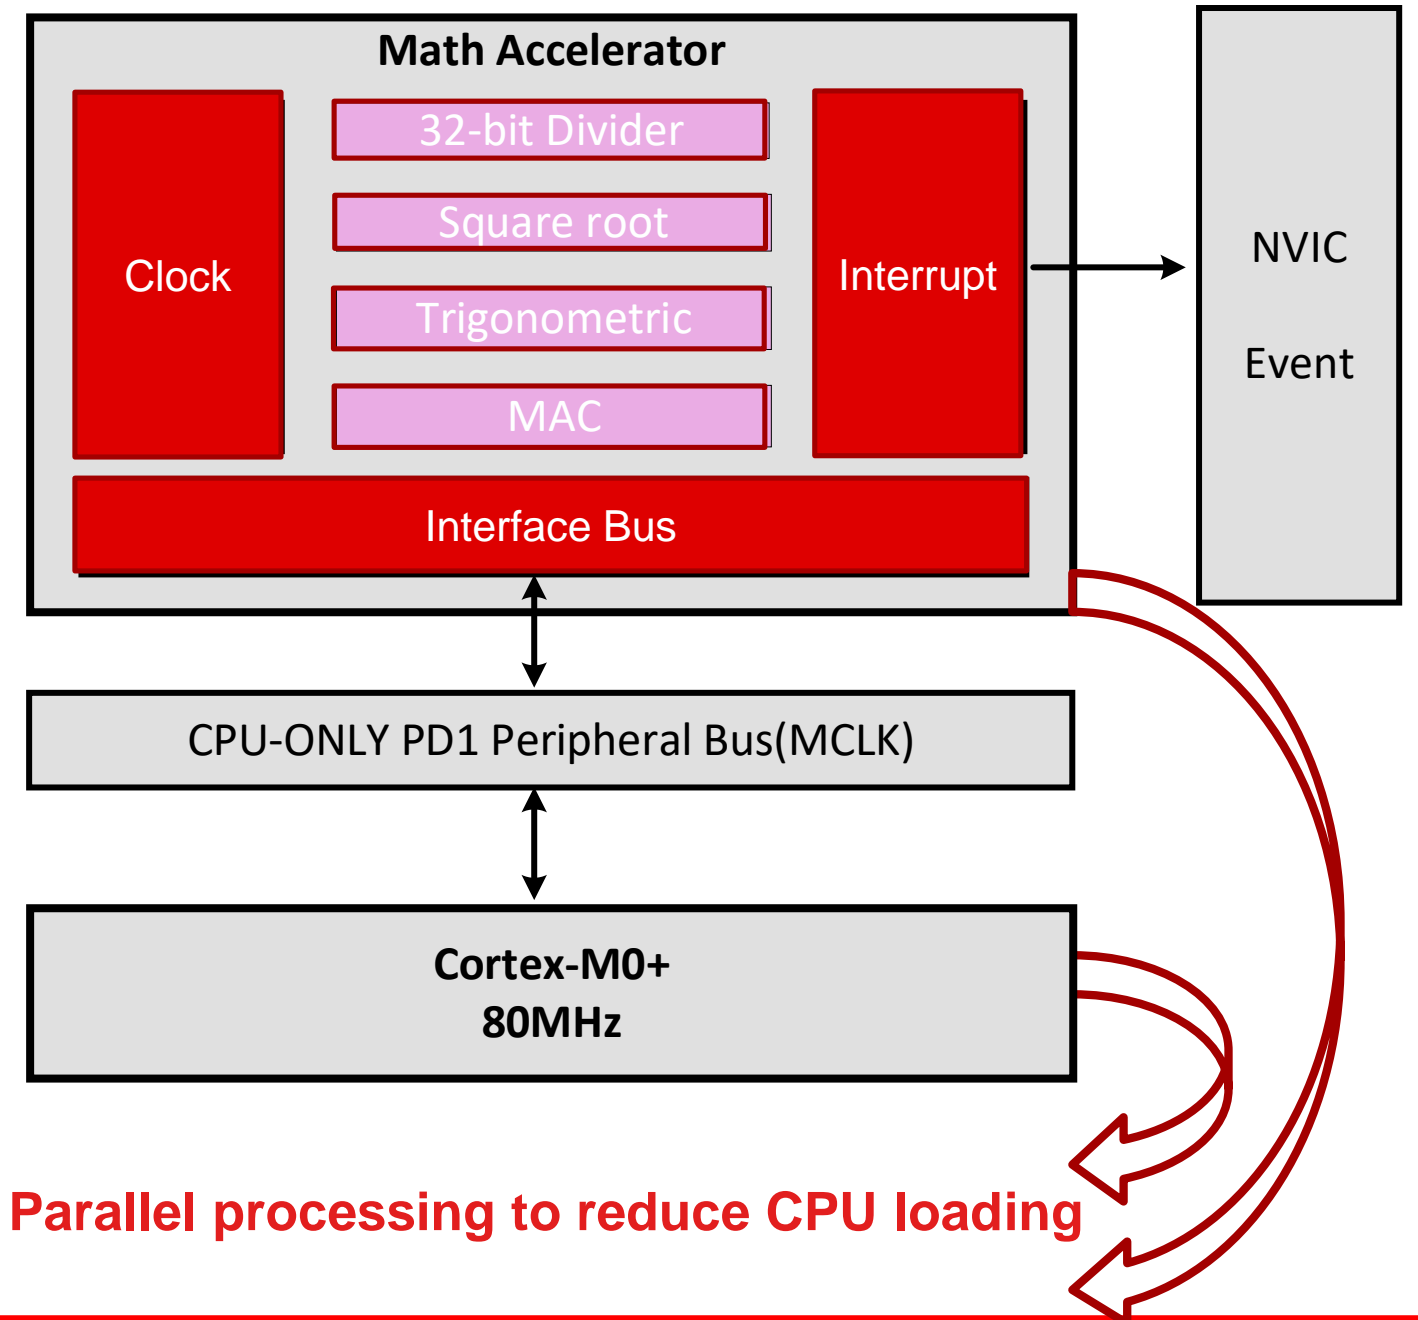 Math Accelerator
Clock
32-bit Divider
Square root
Trigonometric
MAC
Interrupt
Interface Bus
NVIC
Event
CPU-ONLY PD1 Peripheral Bus(MCLK)
Cortex-M0+
80MHz
Parallel processing to reduce CPU loading